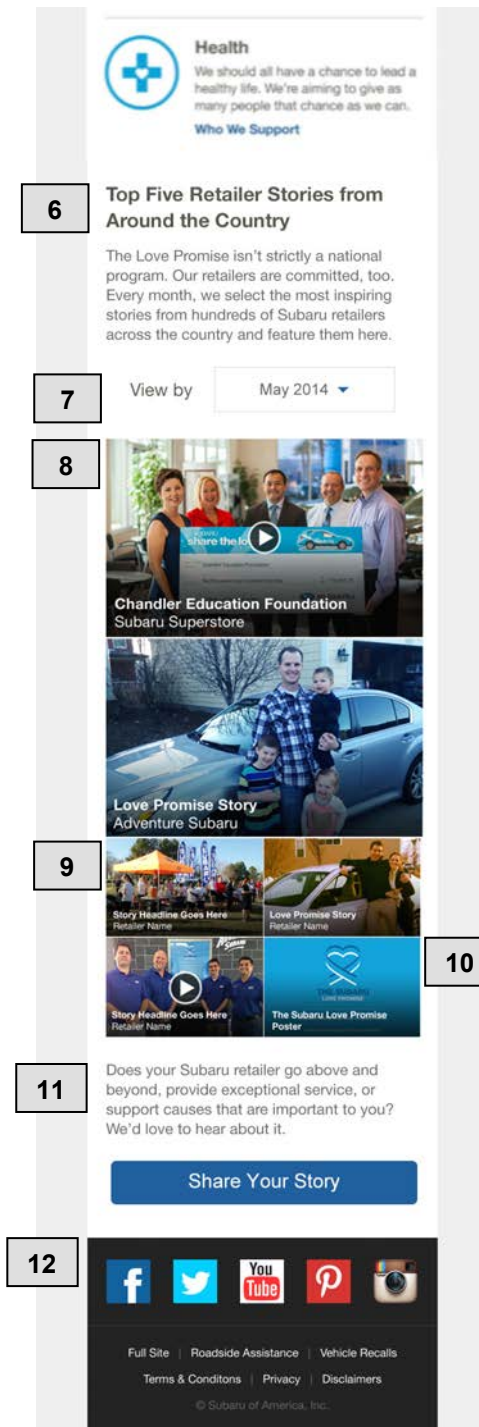 Health
We should all have a chance to lead a
healthy life. We're aiming to give as
many people that chance as we can.
Who We Support
6
Top Five Retailer Stories from
Around the Country
The Love Promise isn't strictly a national
program. Our retailers are committed, too.
Every month, we select the most inspiring
stories from hundreds of Subaru retailers
across the country and feature them here.
7
View by
May 2014
8
share the lo
Chandler Education Foundation
Subaru Superstore
Love Promise Story
Adventure Subaru
9
Story Headline Goes Here
Retailer Name
Love Promise Story
Retailer Name
10
Story Headline Goes Here
Retailer Name
THE SUBARU
LOVE PROMISE
The Subaru Love Promise
Poster
11
Does your Subaru retailer go above and
beyond, provide exceptional service, or
support causes that are important to you?
We'd love to hear about it.
Share Your Story
12
f
You
Tube
Full Site | Roadside Assistance | Vehicle Recalls
Terms & Conditons | Privacy | Disclaimers
© Subaru of America, Inc.